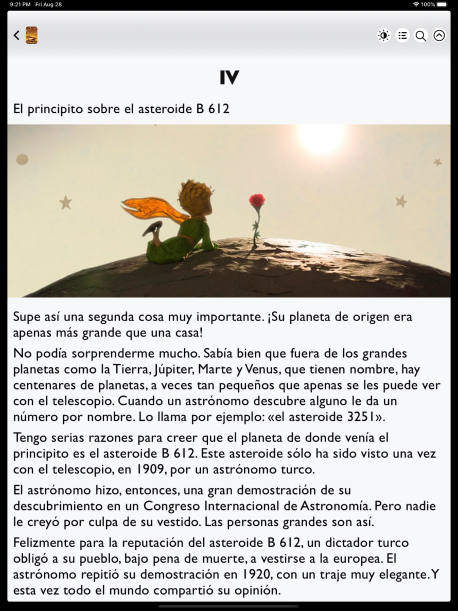 9:21 PM Fri Aug 28
100%
IV
El principito sobre el asteroide B 612
Supe así una segunda cosa muy importante. ¡Su planeta de origen era
apenas más grande que una casa!
No podía sorprenderme mucho. Sabía bien que fuera de los grandes
planetas como la Tierra, Júpiter, Marte y Venus, que tienen nombre, hay
centenares de planetas, a veces tan pequeños que apenas se les puede ver
con el telescopio. Cuando un astrónomo descubre alguno le da un
número por nombre. Lo llama por ejemplo: «el asteroide 3251».
Tengo serias razones para creer que el planeta de donde venía el
principito es el asteroide B 612. Este asteroide sólo ha sido visto una vez
con el telescopio, en 1909, por un astrónomo turco.
El astrónomo hizo, entonces, una gran demostración de su
descubrimiento en un Congreso Internacional de Astronomía. Pero nadie
le creyó por culpa de su vestido. Las personas grandes son así.
Felizmente para la reputación del asteroide B 612, un dictador turco
obligó a su pueblo, bajo pena de muerte, a vestirse a la europea. El
astrónomo repitió su demostración en 1920, con un traje muy elegante. Y
esta vez todo el mundo compartió su opinión.